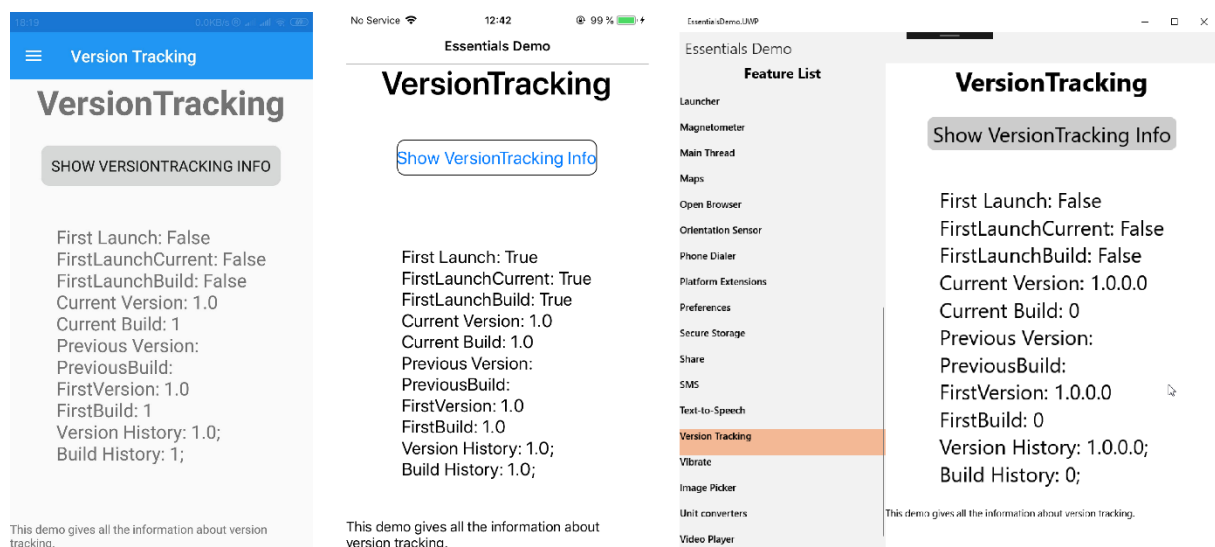 18:19 0,0KB/s
Version Tracking
VersionTracking
SHOW VERSIONTRACKING INFO
First Launch: False
FirstLaunchCurrent: False
FirstLaunchBuild: False
Current Version: 1.0
Current Build: 1
Previous Version:
PreviousBuild:
FirstVersion: 1.0
FirstBuild: 1
Version History: 1.0;
Build History: 1;
This demo gives all the information about version
tracking.
No Service 12:42 99 %
Essentials Demo
VersionTracking
Show VersionTracking Info
First Launch: True
FirstLaunchCurrent: True
FirstLaunchBuild: True
Current Version: 1.0
Current Build: 1.0
Previous Version:
PreviousBuild:
FirstVersion: 1.0
FirstBuild: 1.0
Version History: 1.0;
Build History: 1.0;
This demo gives all the information about
version tracking.
EssentialsDemo.UWP
Essentials Demo
Feature List
Launcher
Magnetometer
Main Thread
Maps
Open Browser
Orientation Sensor
Phone Dialer
Platform Extensions
Preferences
Secure Storage
Share
SMS
Text-to-Speech
Version Tracking
Vibrate
Image Picker
Unit converters
Video Player
VersionTracking
Show VersionTracking Info
First Launch: False
FirstLaunchCurrent: False
FirstLaunchBuild: False
Current Version: 1.0.0.0
Current Build: 0
Previous Version:
PreviousBuild:
FirstVersion: 1.0.0.0
FirstBuild: 0
Version History: 1.0.0.0;
Build History: 0;
This demo gives all the information about version tracking.